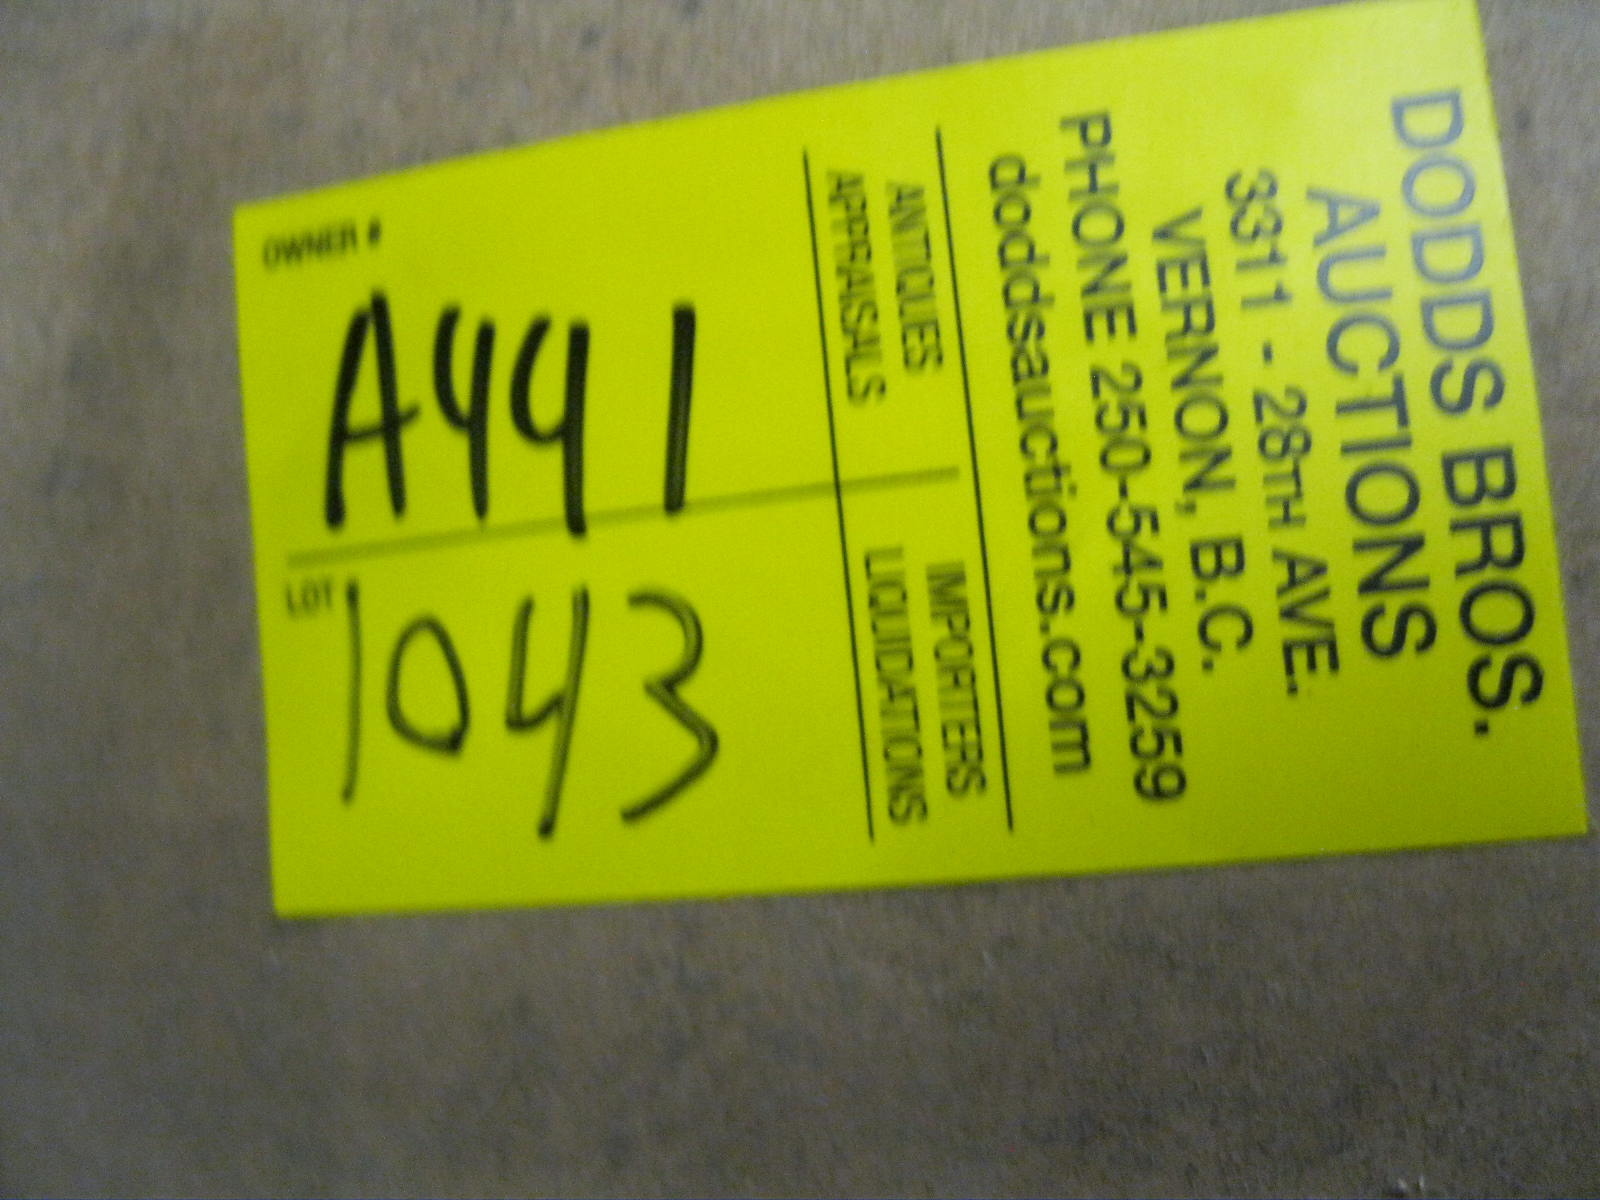 DODDS BROS.
AUCTIONS
3311 - 28TH AVE.
VERNON, B.C.
PHONE 250-545-3259
doddsauctions.com
ANTIQUES IMPORTERS
APPRAISALS LIQUIDATIONS
OWNER #
A441
LOT
1043